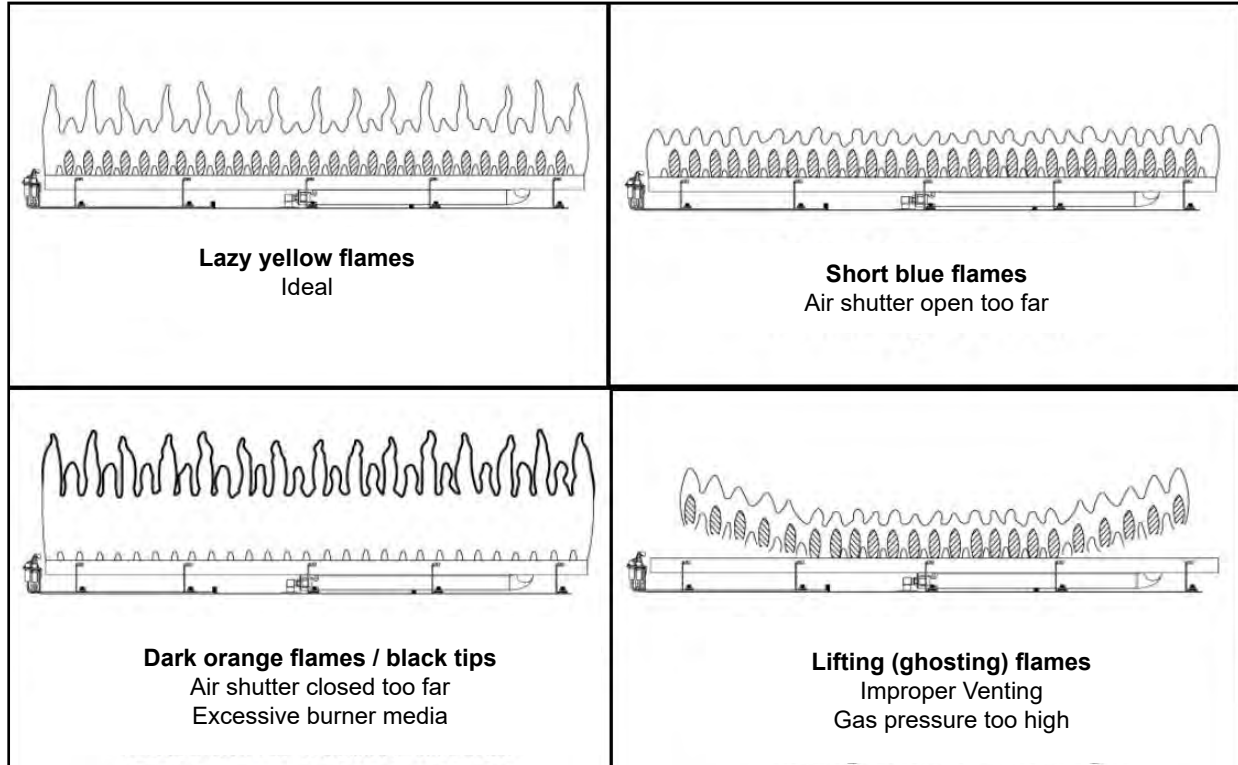 Lazy yellow flames
Ideal
Short blue flames
Air shutter open too far
Dark orange flames / black tips
Air shutter closed too far
Excessive burner media
Lifting (ghosting) flames
Improper Venting
Gas pressure too high